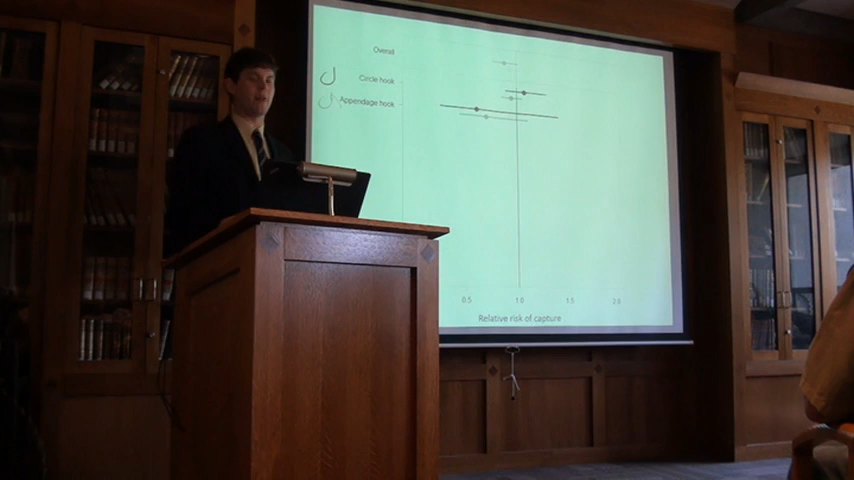 Overall
Circle hook
Appendage hook
0.5 1.0 1.5 2.0
Relative risk of capture